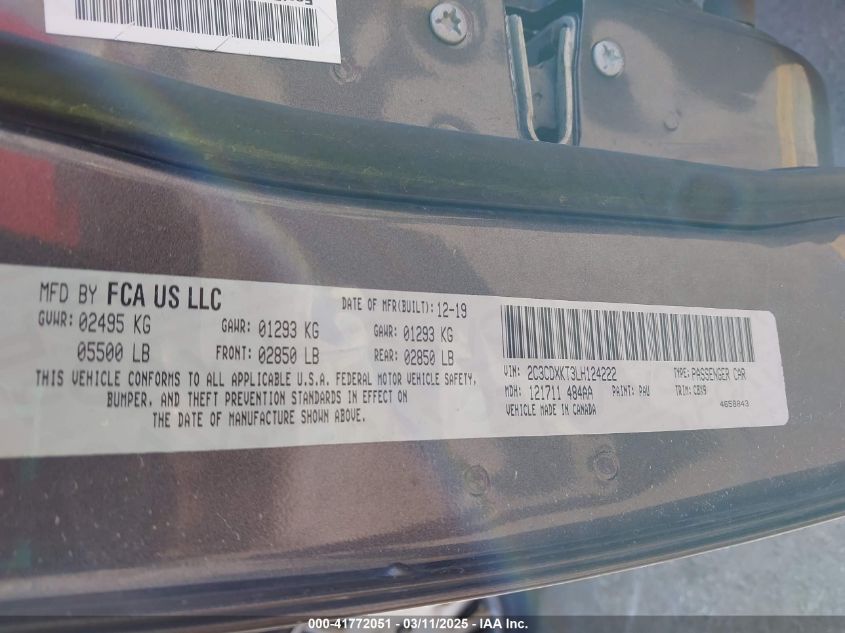 MFD BY FCA US LLC
DATE OF MFR(BUILT): 12-19
GVWR: 02495 KG
GAWR: 01293 KG
GAWR: 01293 KG
05500 LB
FRONT: 02850 LB
REAR: 02850 LB
THIS VEHICLE CONFORMS TO ALL APPLICABLE U.S.A. FEDERAL MOTOR VEHICLE SAFETY,
BUMPER, AND THEFT PREVENTION STANDARDS IN EFFECT ON
THE DATE OF MANUFACTURE SHOWN ABOVE.
VIN: 2C3CDXKT3LH124222
TYPE: PASSENGER CAR
MDH: 121711 484AA
PAINT: PAU
TRIM: CBX9
VEHICLE MADE IN CANADA
4658843
000-41772051 - 03/11/2025 - IAA Inc.